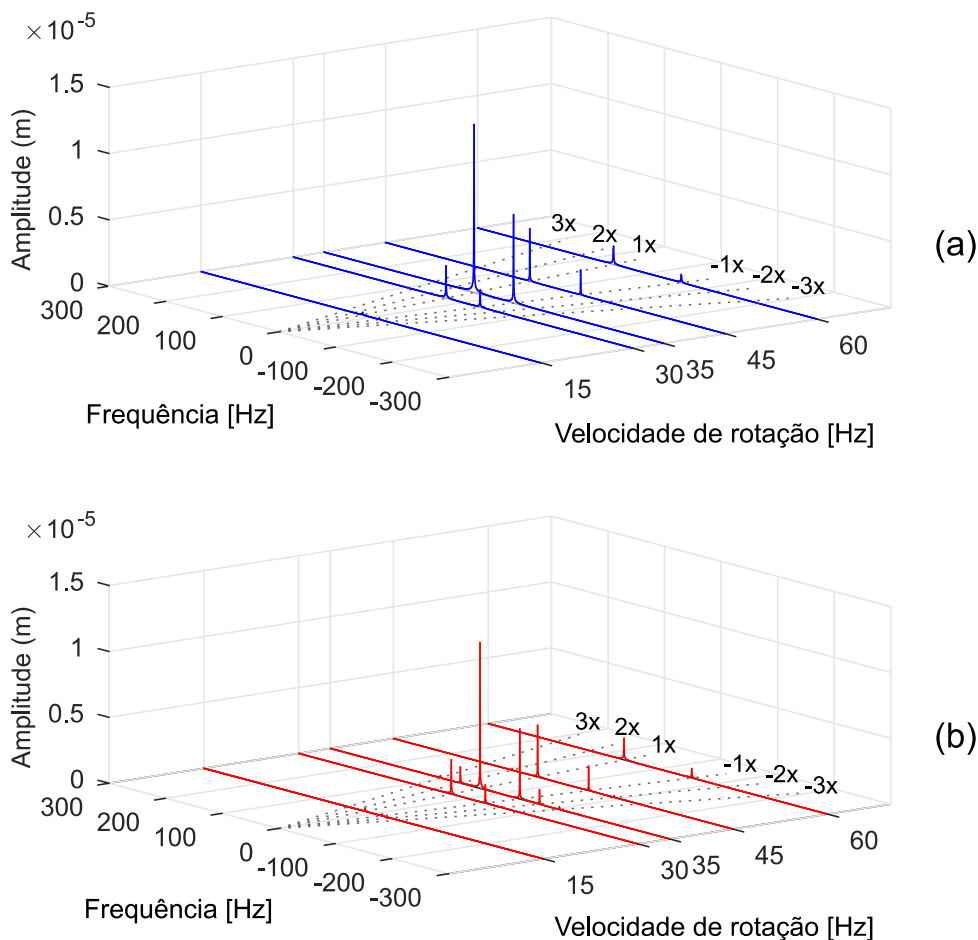 ×10⁻⁵
1.5
1
0.5
0
Amplitude (m)
300
200
100
0
-100
-200
-300
Frequência [Hz]
15
30
35
45
60
Velocidade de rotação [Hz]
3x
2x
1x
-1x
-2x
-3x
(a)
×10⁻⁵
1.5
1
0.5
0
Amplitude (m)
300
200
100
0
-100
-200
-300
Frequência [Hz]
15
30
35
45
60
Velocidade de rotação [Hz]
3x
2x
1x
-1x
-2x
-3x
(b)